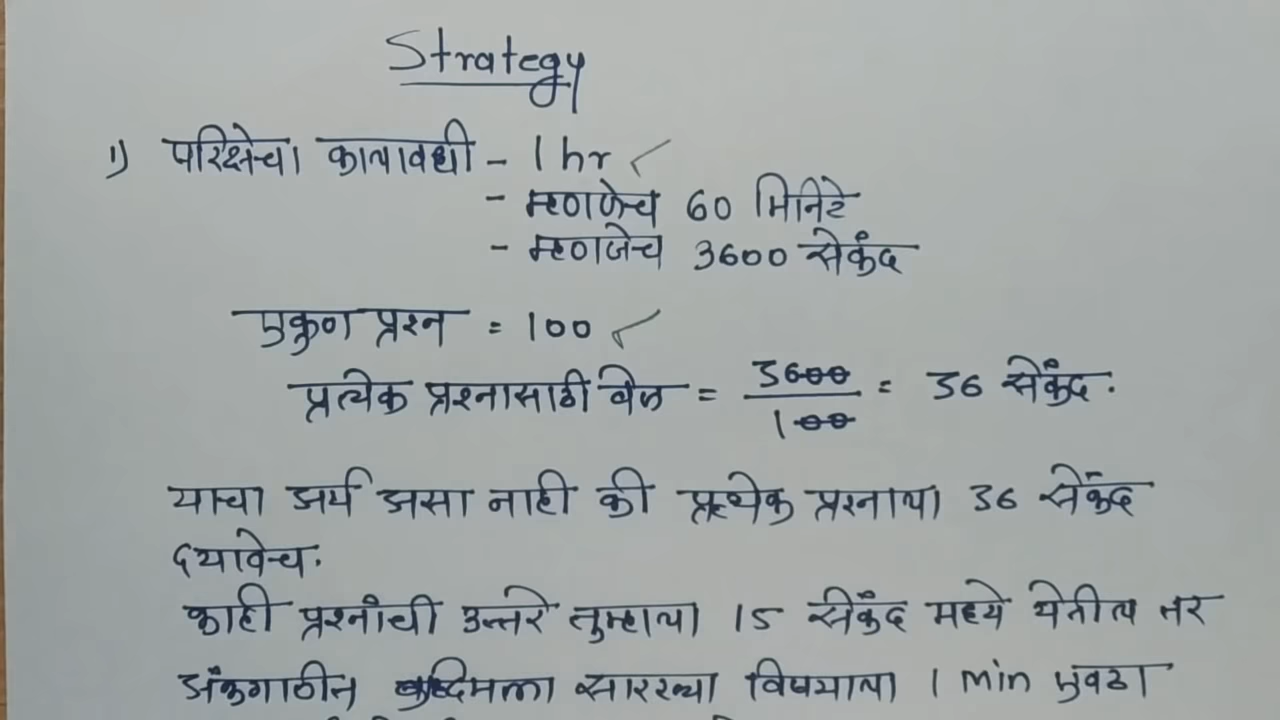 Strategy
1) परिक्षेचा कालावधी - 1 hr ✓
- म्हणजेच 60 मिनिटे
- म्हणजेच 3600 सेकंद
एकुण प्रश्न = 100 ✓
प्रत्येक प्रश्नासाठी वेळ = 3600/100 = 36 सेकंद.
याचा अर्थ असा नाही की प्रत्येक प्रश्नाला 36 सेकंद
दयावेच.
काही प्रश्नांची उत्तरे तुम्हाला 15 सेकंद मध्ये येतील तर
अंकगणित बुद्धिमत्ता सारख्या विषयाला 1 min एवढा